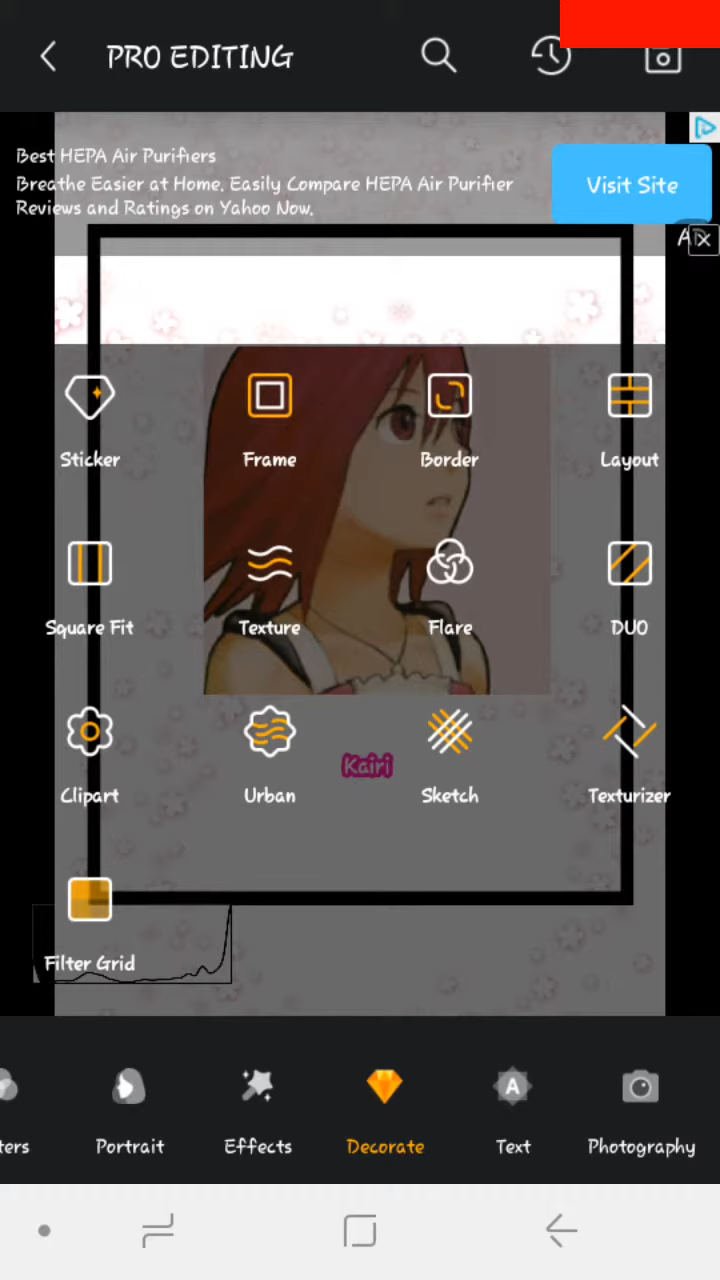 PRO EDITING
Best HEPA Air Purifiers
Breathe Easier at Home. Easily Compare HEPA Air Purifier
Reviews and Ratings on Yahoo Now.
Visit Site
Sticker
Frame
Border
Layout
Square Fit
Texture
Flare
DUO
Kairi
Clipart
Urban
Sketch
Texturizer
Filter Grid
ters
Portrait
Effects
Decorate
A
Text
Photography